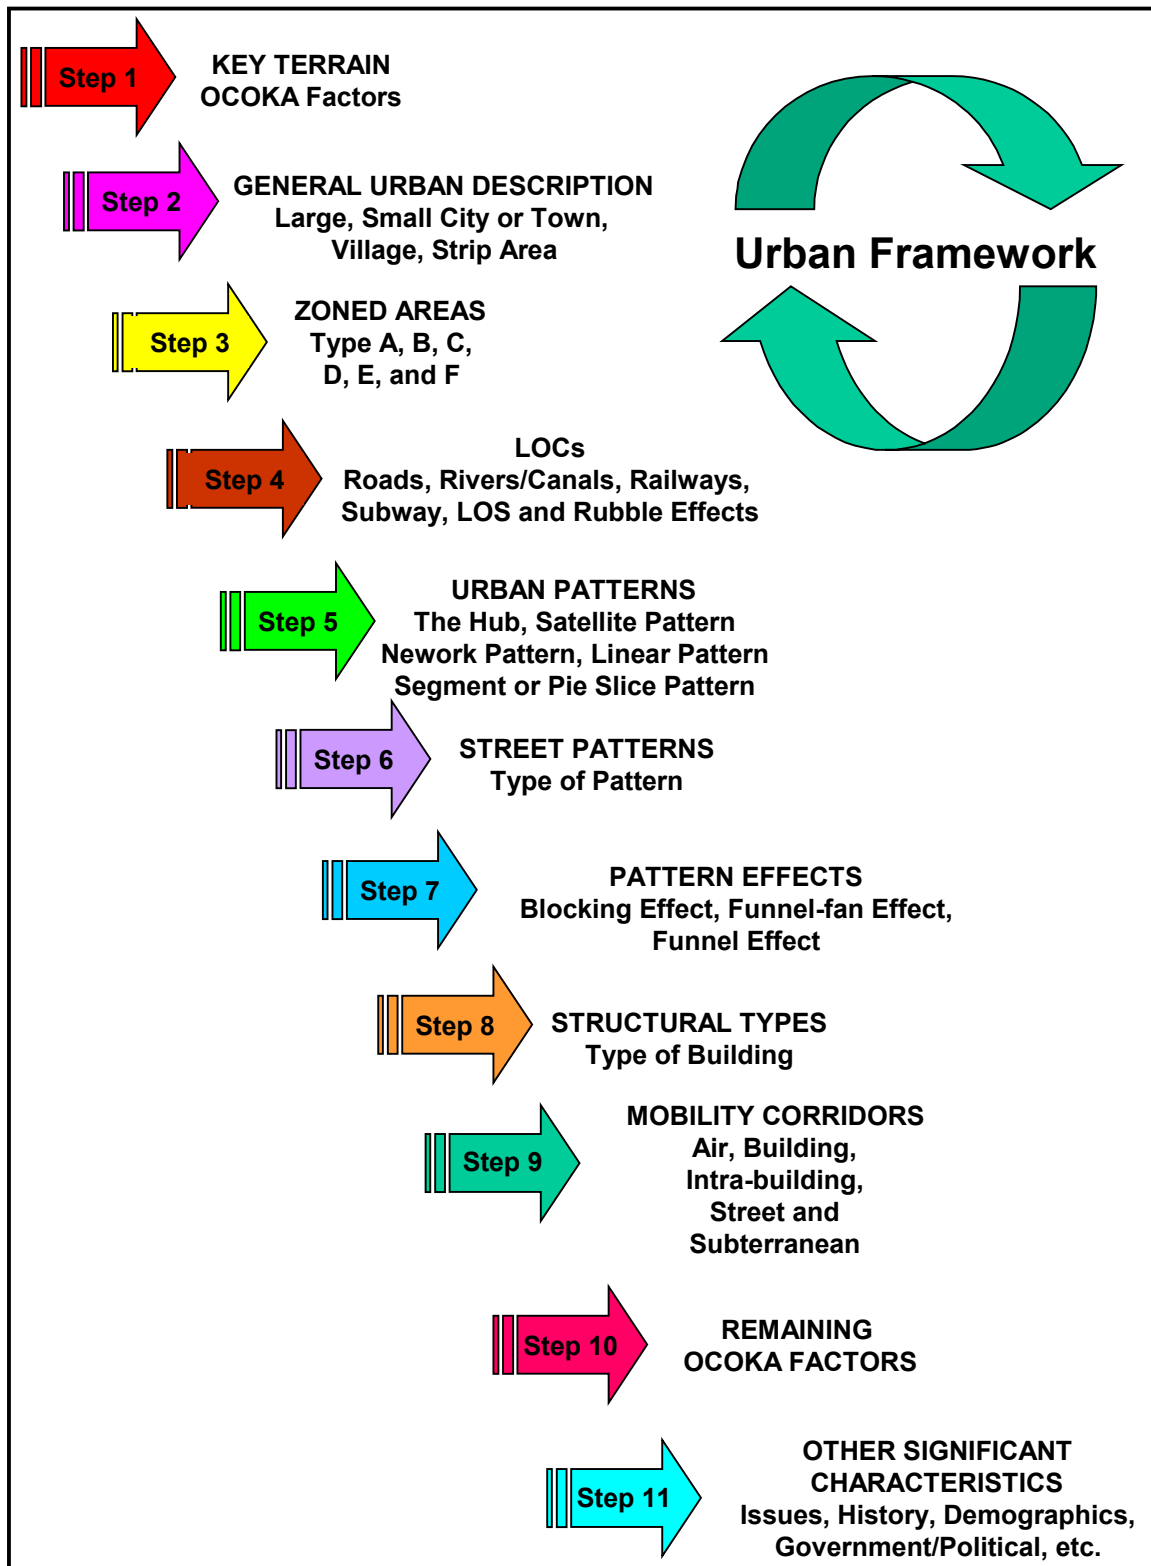 Step 1
KEY TERRAIN
OCOKA Factors
Urban Framework
Step 2
GENERAL URBAN DESCRIPTION
Large, Small City or Town,
Village, Strip Area
Step 3
ZONED AREAS
Type A, B, C,
D, E, and F
Step 4
LOCs
Roads, Rivers/Canals, Railways,
Subway, LOS and Rubble Effects
Step 5
URBAN PATTERNS
The Hub, Satellite Pattern
Nework Pattern, Linear Pattern
Segment or Pie Slice Pattern
Step 6
STREET PATTERNS
Type of Pattern
Step 7
PATTERN EFFECTS
Blocking Effect, Funnel-fan Effect,
Funnel Effect
Step 8
STRUCTURAL TYPES
Type of Building
Step 9
MOBILITY CORRIDORS
Air, Building,
Intra-building,
Street and
Subterranean
Step 10
REMAINING
OCOKA FACTORS
Step 11
OTHER SIGNIFICANT
CHARACTERISTICS
Issues, History, Demographics,
Government/Political, etc.